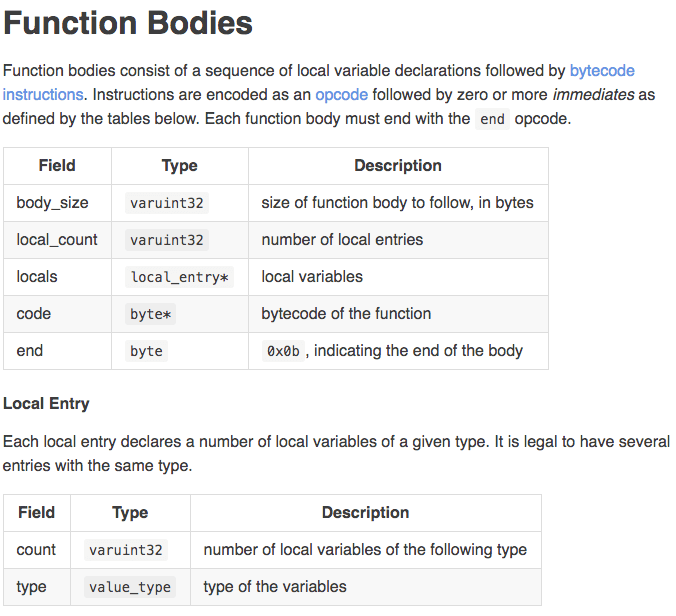 Function Bodies
Function bodies consist of a sequence of local variable declarations followed by bytecode
instructions. Instructions are encoded as an opcode followed by zero or more immediates as
defined by the tables below. Each function body must end with the end opcode.
Field Type Description
body_size varuint32 size of function body to follow, in bytes
local_count varuint32 number of local entries
locals local_entry* local variables
code byte* bytecode of the function
end byte 0x0b , indicating the end of the body
Local Entry
Each local entry declares a number of local variables of a given type. It is legal to have several
entries with the same type.
Field Type Description
count varuint32 number of local variables of the following type
type value_type type of the variables